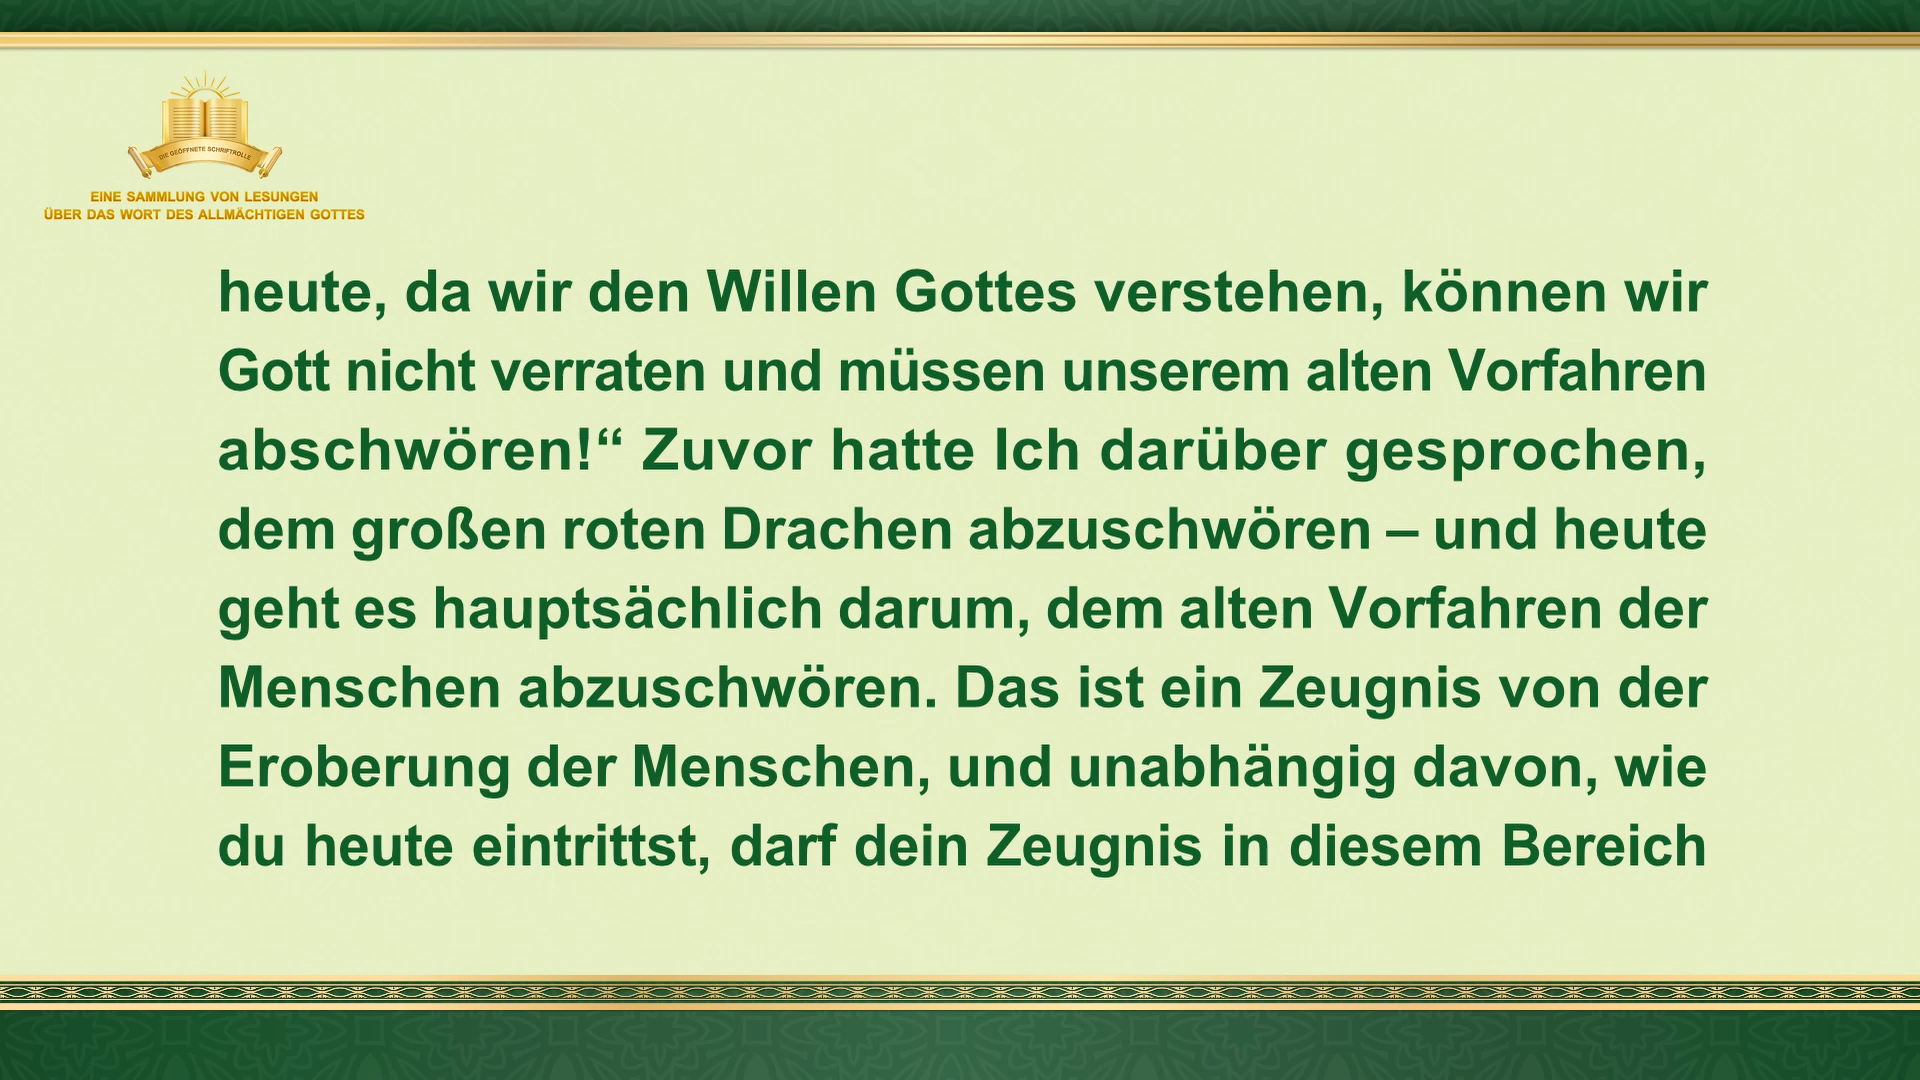 DIE GEÖFFNETE SCHRIFTROLLE
EINE SAMMLUNG VON LESUNGEN
ÜBER DAS WORT DES ALLMÄCHTIGEN GOTTES
heute, da wir den Willen Gottes verstehen, können wir
Gott nicht verraten und müssen unserem alten Vorfahren
abschwören!“ Zuvor hatte Ich darüber gesprochen,
dem großen roten Drachen abzuschwören – und heute
geht es hauptsächlich darum, dem alten Vorfahren der
Menschen abzuschwören. Das ist ein Zeugnis von der
Eroberung der Menschen, und unabhängig davon, wie
du heute eintrittst, darf dein Zeugnis in diesem Bereich